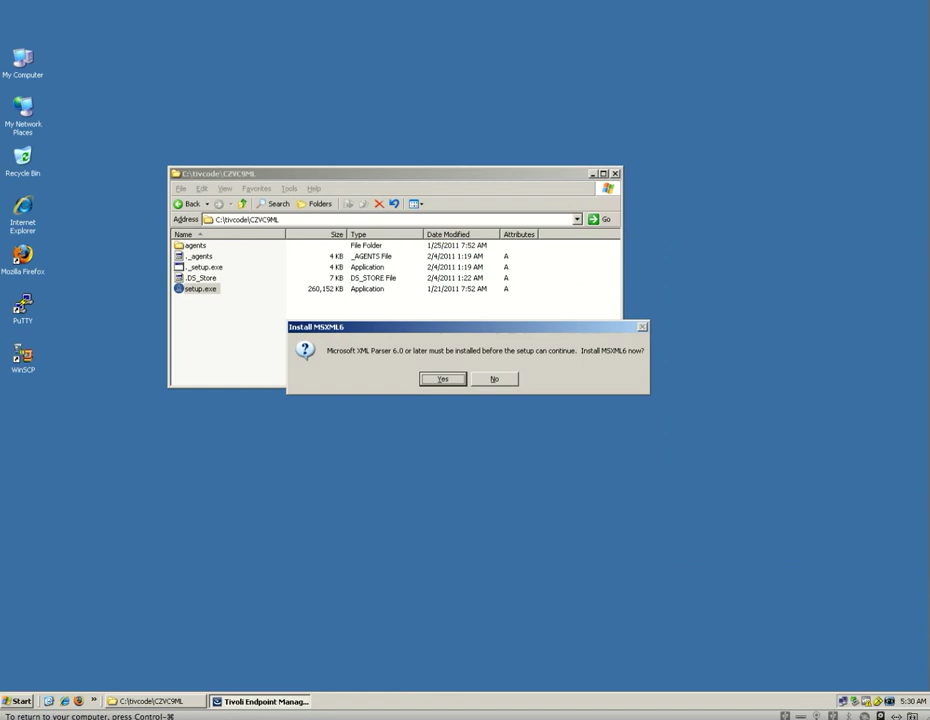 My Computer
My Network
Places
Recycle Bin
Internet
Explorer
Mozilla Firefox
PuTTY
WinSCP
C:\tivcode\CZVC9ML
File Edit View Favorites Tools Help
Back Search Folders
Address C:\tivcode\CZVC9ML Go
Name Size Type Date Modified Attributes
agents File Folder 1/25/2011 7:52 AM
._agents 4 KB _AGENTS File 2/4/2011 1:19 AM A
._setup.exe 4 KB Application 2/4/2011 1:19 AM A
.DS_Store 7 KB DS_STORE File 2/4/2011 1:22 AM A
setup.exe 260,152 KB Application 1/21/2011 7:52 AM A
Install MSXML6
Microsoft XML Parser 6.0 or later must be installed before the setup can continue. Install MSXML6 now?
Yes No
Start » C:\tivcode\CZVC9ML Tivoli Endpoint Manag... 5:30 AM
To return to your computer, press Control-⌘